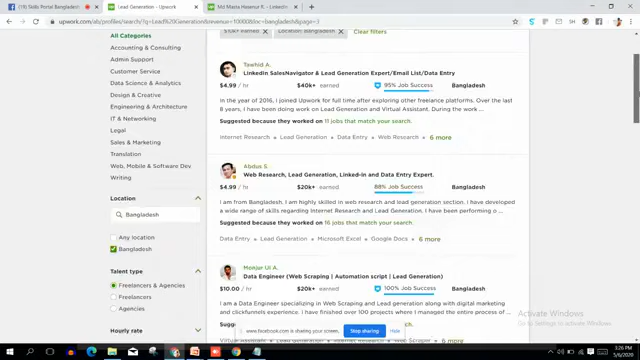 (9) Skills Portal Bangladesh
Lead Generation - Upwork
upwork.com/ab/profiles/search/?q=Lead%20Generation&revenue=10000&loc=bangladesh&page=3
All Categories
Accounting & Consulting
Admin Support
Customer Service
Data Science & Analytics
Design & Creative
Engineering & Architecture
IT & Networking
Legal
Sales & Marketing
Translation
Web, Mobile & Software Dev
Writing
Location
Bangladesh
Any location
Bangladesh
Talent type
Freelancers & Agencies
Freelancers
Agencies
Hourly rate
Location: Bangladesh
Clear filters
Tawhid A.
Linkedin SalesNavigator & Lead Generation Expert/Email List/Data Entry
$4.99 / hr
$40k+ earned
95% Job Success
Bangladesh
In the year of 2016, I joined Upwork for full time after exploring other freelance platforms. Over the last
8 years, I have been doing work on Lead Generation and Virtual Assistant. During the work ...
Suggested because they worked on 11 jobs that match your search.
Internet Research
Lead Generation
Data Entry
Web Research
6 more
Abdus S.
Web Research, Lead Generation, Linked-in and Data Entry Expert.
$4.99 / hr
$20k+ earned
88% Job Success
Bangladesh
I am from Bangladesh. I am highly skilled in web research and lead generation section. I have developed
a wide range of skills regarding Internet Research and Lead Generation. I have been performing o ...
Suggested because they worked on 16 jobs that match your search.
Data Entry
Lead Generation
Microsoft Excel
Google Docs
6 more
Monjur Ul A.
Data Engineer (Web Scraping | Automation script | Lead Generation)
$10.00 / hr
$20k+ earned
100% Job Success
Bangladesh
I am a Data Engineer specializing in Web Scraping and Lead generation along with digital marketing
and clickfunnels experience. I have finished over 100 projects where I managed the entire process of ...
www.facebook.com is sharing your screen.
Stop sharing
Hide
Web Scraper
6 more
Activate Windows
Go to Settings to activate Windows.
3:26 PM